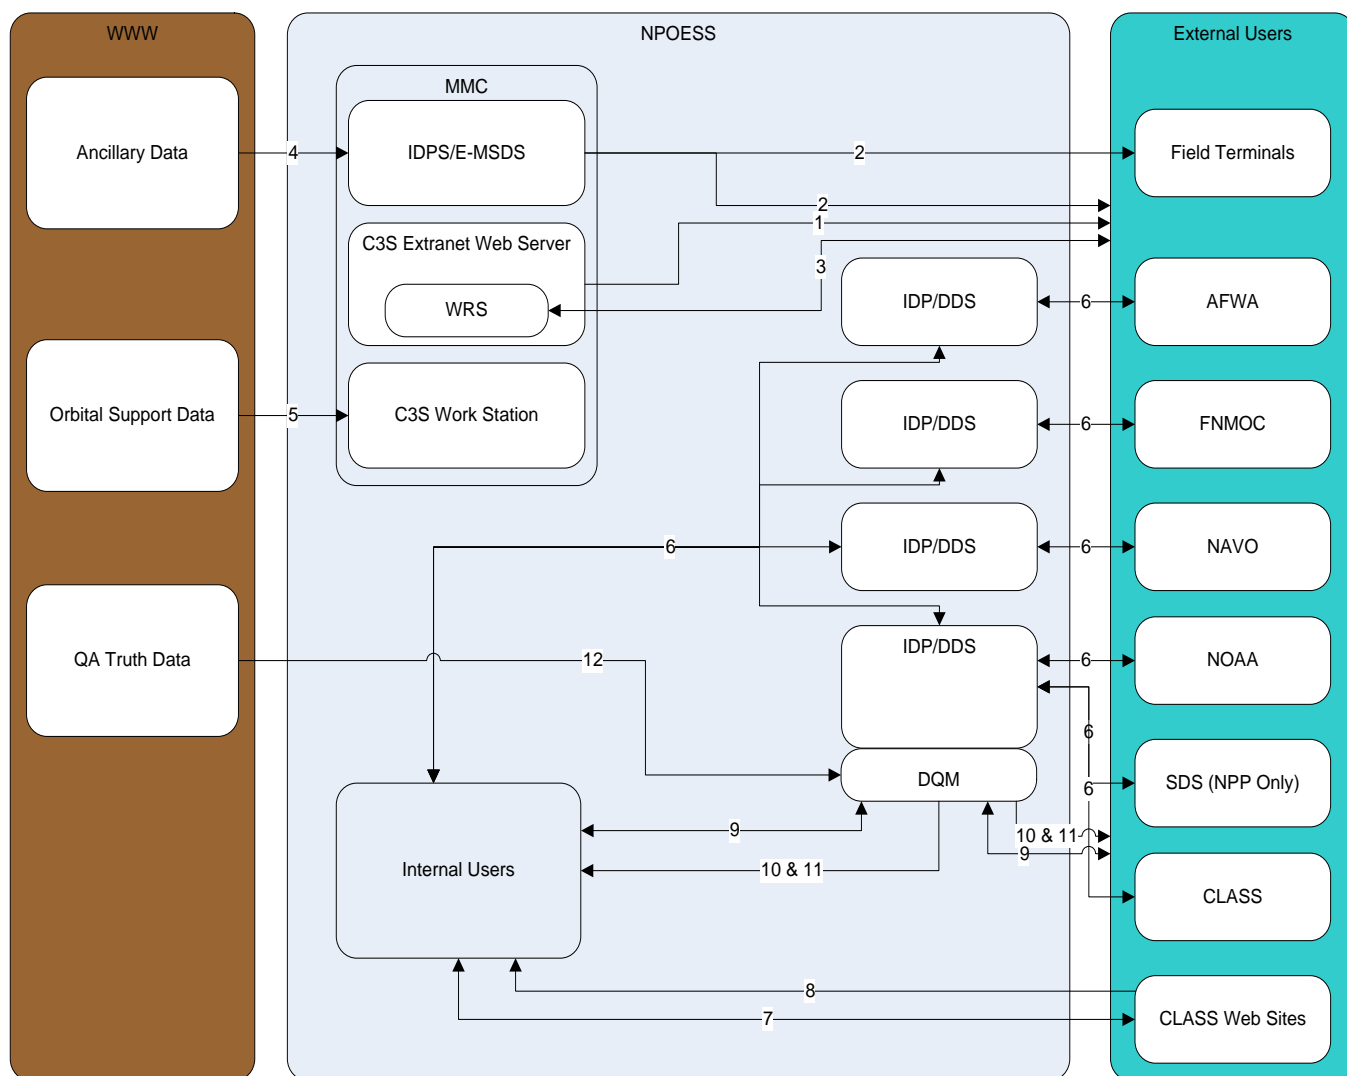 WWW
NPOESS
External Users
MMC
Ancillary Data
4
IDPS/E-MSDS
2
Field Terminals
2
1
C3S Extranet Web Server
3
WRS
IDP/DDS
6
AFWA
Orbital Support Data
5
C3S Work Station
IDP/DDS
6
FNMOC
6
IDP/DDS
6
NAVO
QA Truth Data
12
IDP/DDS
6
NOAA
6
DQM
6
SDS (NPP Only)
9
10 & 11
9
Internal Users
10 & 11
CLASS
8
7
CLASS Web Sites